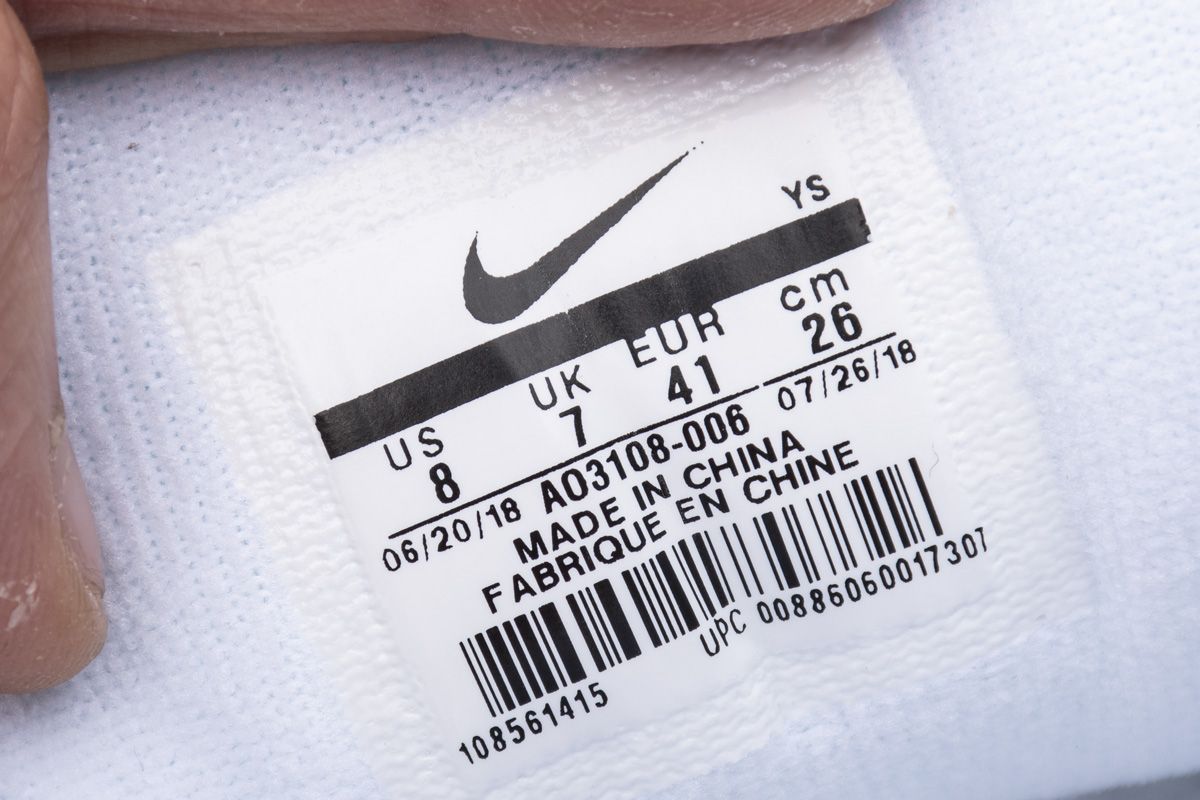 YS
US UK EUR cm
8 7 41 26
06/20/18 AO3108-006 07/26/18
MADE IN CHINA
FABRIQUE EN CHINE
UPC 00886060017307
108561415